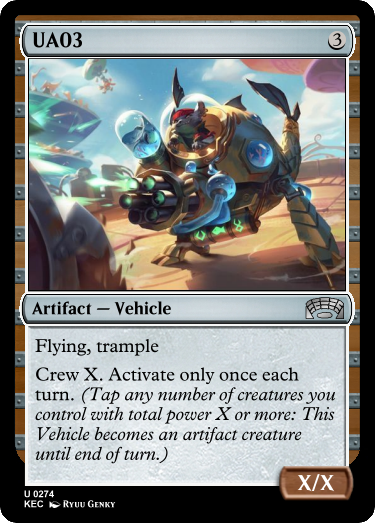 UA03 3
Artifact — Vehicle
Flying, trample
Crew X. Activate only once each
turn. (Tap any number of creatures you
control with total power X or more: This
Vehicle becomes an artifact creature
until end of turn.)
X/X
U 0274
KEC Ryuu Genky